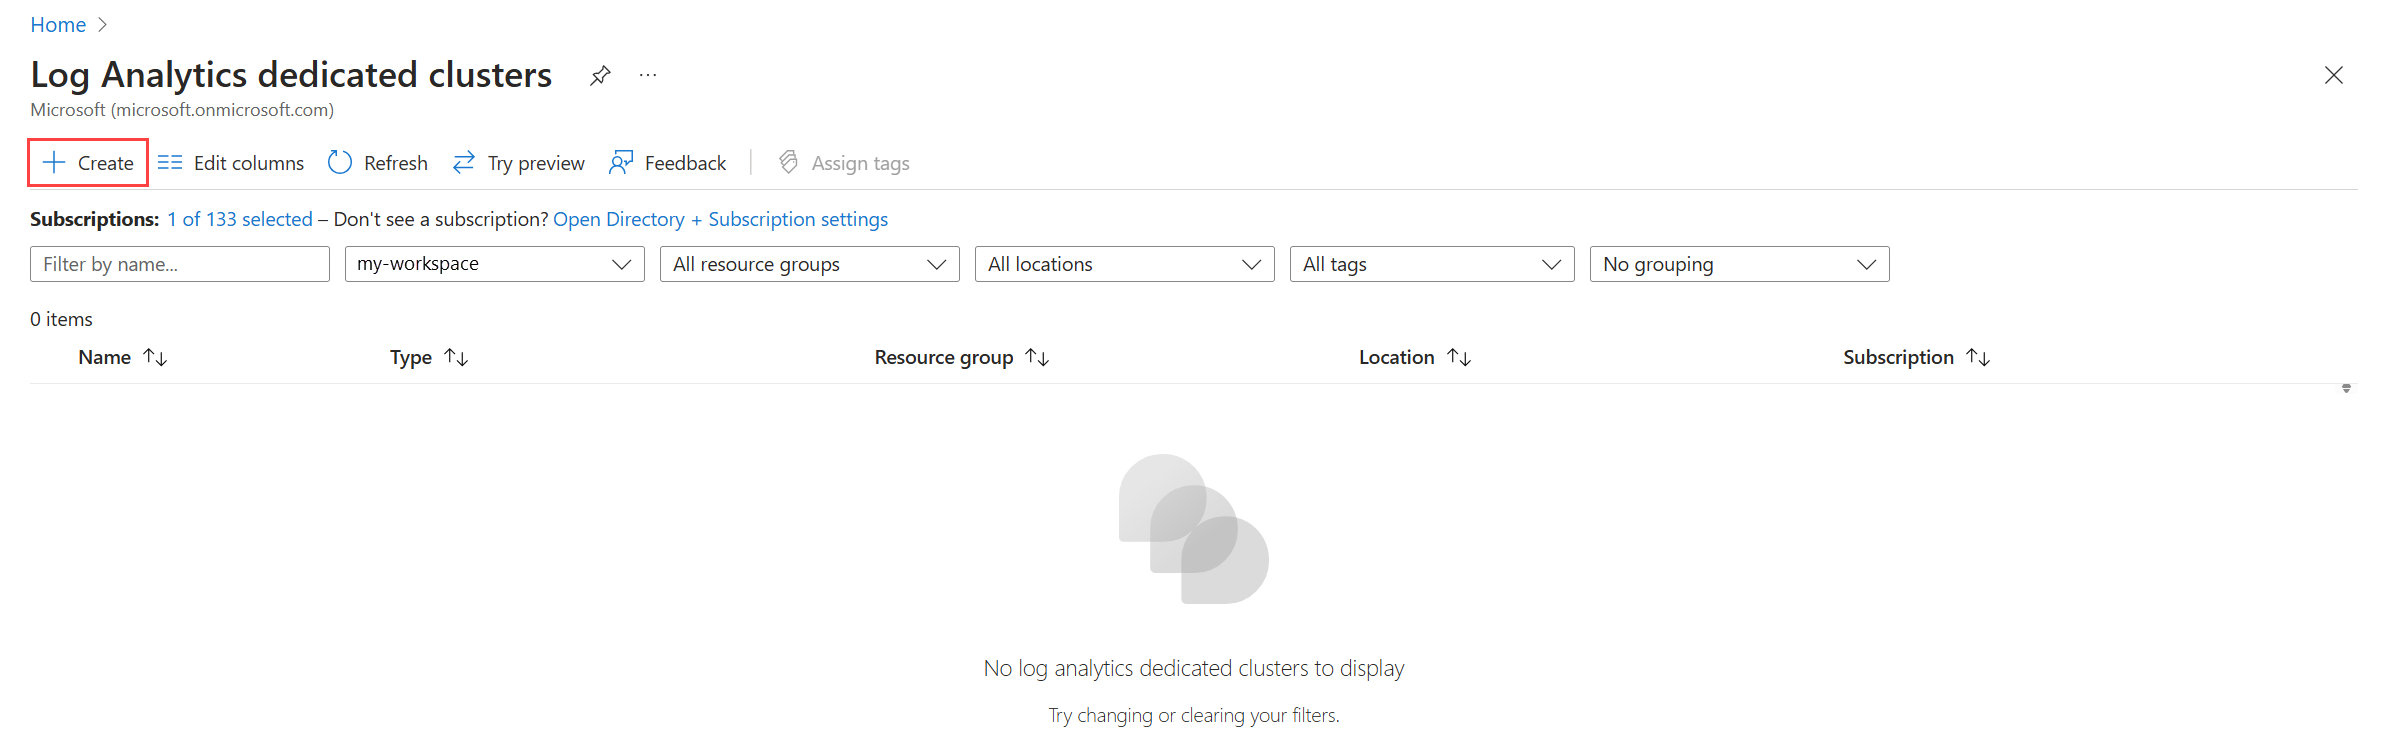 Home
Log Analytics dedicated clusters
Microsoft (microsoft.onmicrosoft.com)
Create Edit columns Refresh Try preview Feedback Assign tags
Subscriptions: 1 of 133 selected – Don't see a subscription? Open Directory + Subscription settings
Filter by name... my-workspace All resource groups All locations All tags No grouping
0 items
Name Type Resource group Location Subscription
No log analytics dedicated clusters to display
Try changing or clearing your filters.